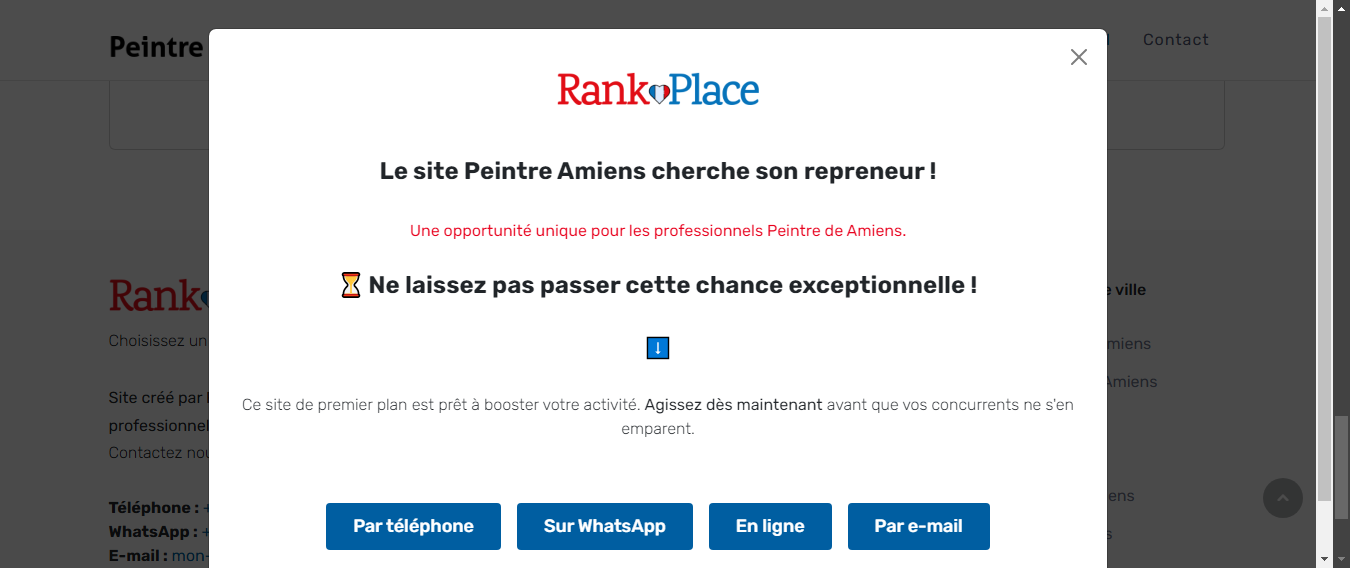 Peintre
Contact
Rank Place
Le site Peintre Amiens cherche son repreneur !
Une opportunité unique pour les professionnels Peintre de Amiens.
⏳ Ne laissez pas passer cette chance exceptionnelle !
↓
Ce site de premier plan est prêt à booster votre activité. Agissez dès maintenant avant que vos concurrents ne s'en
emparent.
Par téléphone
Sur WhatsApp
En ligne
Par e-mail
Rank
Choisissez un
Site créé par
professionnel
Contactez nou
Téléphone : +
WhatsApp : +
E-mail : mon-
e ville
miens
Amiens
iens
s